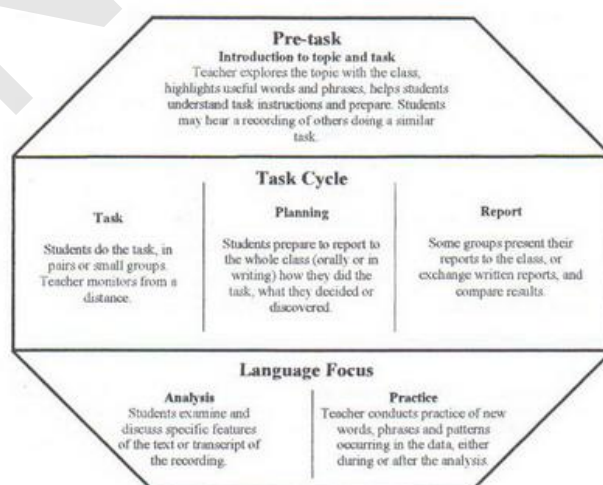 Pre-task
Introduction to topic and task
Teacher explores the topic with the class,
highlights useful words and phrases, helps students
understand task instructions and prepare. Students
may hear a recording of others doing a similar
task.
Task Cycle
Task
Students do the task, in
pairs or small groups.
Teacher monitors from a
distance.
Planning
Students prepare to report to
the whole class (orally or in
writing) how they did the
task, what they decided or
discovered.
Report
Some groups present their
reports to the class, or
exchange written reports, and
compare results.
Language Focus
Analysis
Students examine and
discuss specific features
of the text or transcript of
the recording.
Practice
Teacher conducts practice of new
words, phrases and patterns
occurring in the data, either
during or after the analysis.